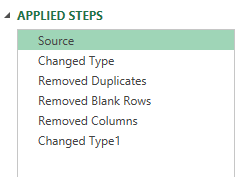 APPLIED STEPS
Source
Changed Type
Removed Duplicates
Removed Blank Rows
Removed Columns
Changed Type1